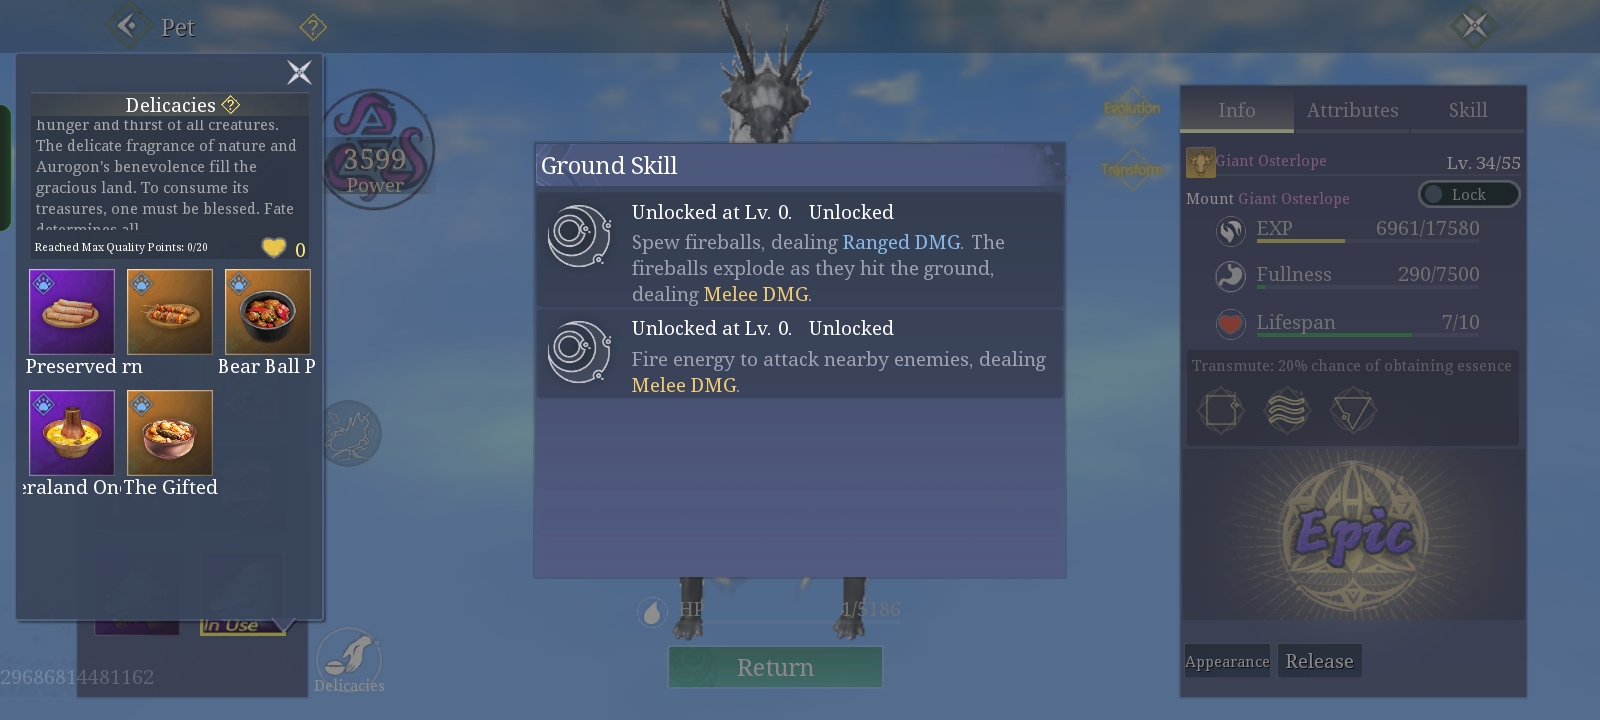 Pet
Delicacies
hunger and thirst of all creatures.
The delicate fragrance of nature and
Aurogon's benevolence fill the
gracious land. To consume its
treasures, one must be blessed. Fate
determines all
Reached Max Quality Points: 0/20
0
Preserved
rn
Bear Ball P
eraland On
The Gifted
In Use
29686814481162
Delicacies
3599
Power
Ground Skill
Unlocked at Lv. 0. Unlocked
Spew fireballs, dealing Ranged DMG. The
fireballs explode as they hit the ground,
dealing Melee DMG.
Unlocked at Lv. 0. Unlocked
Fire energy to attack nearby enemies, dealing
Melee DMG.
HP 1/5186
Return
Evolution
Transform
Info Attributes Skill
Giant Osterlope Lv. 34/55
Mount Giant Osterlope Lock
EXP 6961/17580
Fullness 290/7500
Lifespan 7/10
Transmute: 20% chance of obtaining essence
Epic
Appearance Release